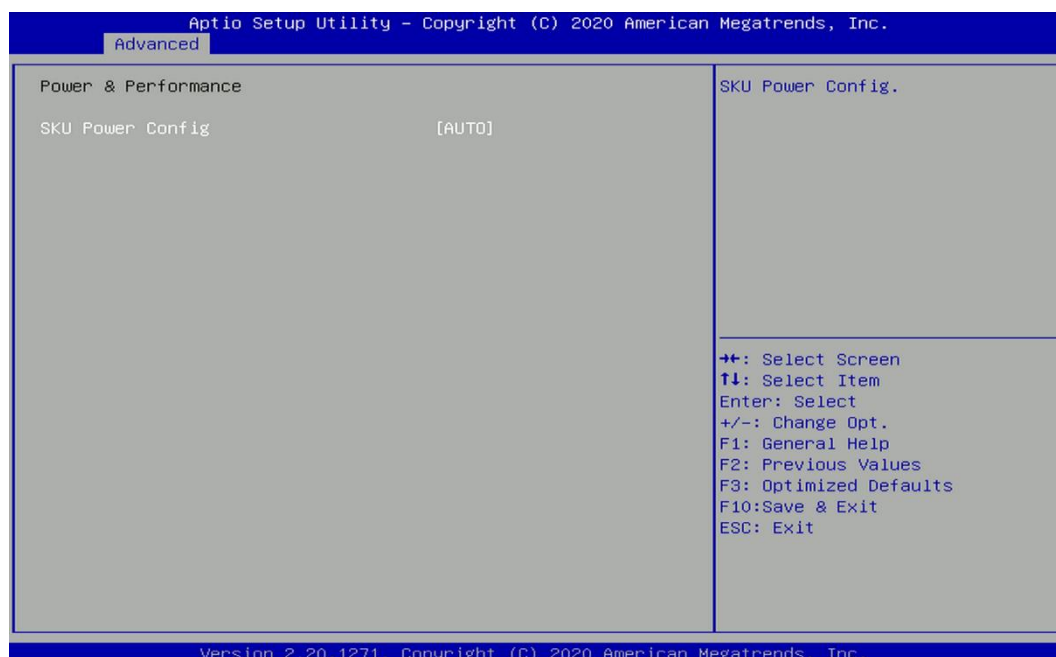 Aptio Setup Utility – Copyright (C) 2020 American Megatrends, Inc.
Advanced
Power & Performance
SKU Power Config [AUTO]
SKU Power Config.
→←: Select Screen
↑↓: Select Item
Enter: Select
+/-: Change Opt.
F1: General Help
F2: Previous Values
F3: Optimized Defaults
F10:Save & Exit
ESC: Exit
Version 2.20.1271. Copyright (C) 2020 American Megatrends, Inc.